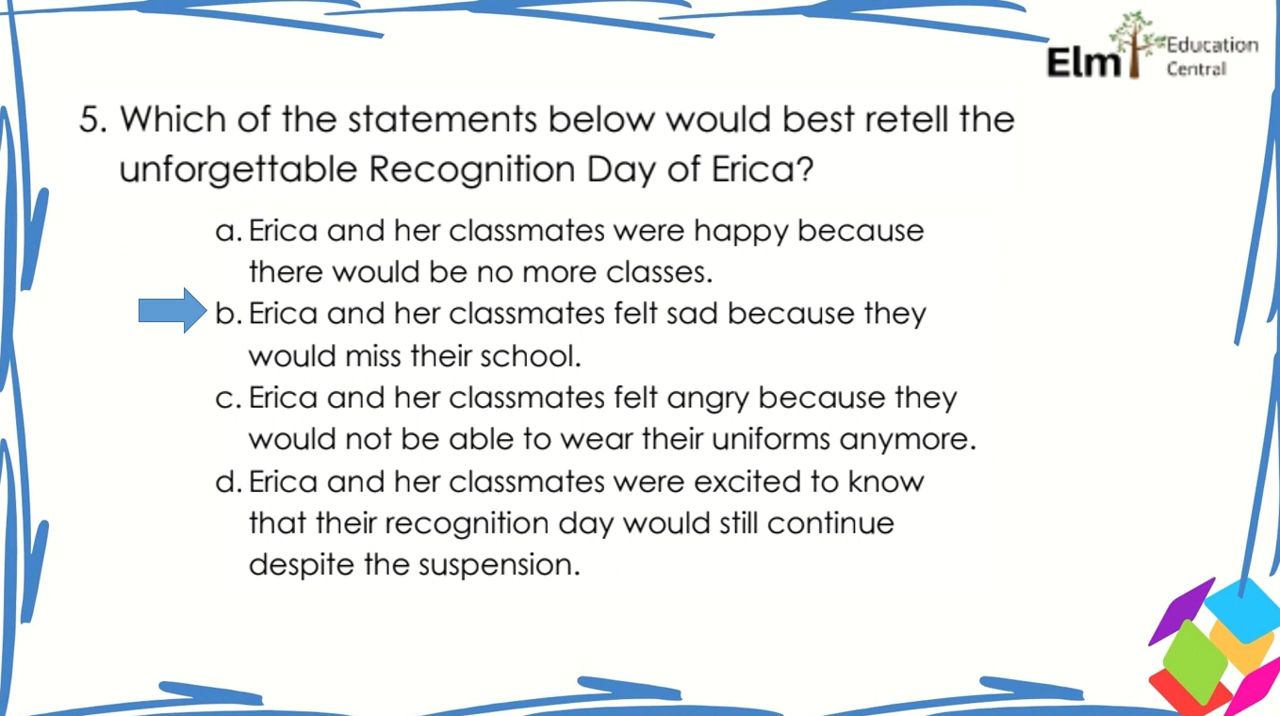 Elm Education
Central
5. Which of the statements below would best retell the
unforgettable Recognition Day of Erica?
a. Erica and her classmates were happy because
there would be no more classes.
b. Erica and her classmates felt sad because they
would miss their school.
c. Erica and her classmates felt angry because they
would not be able to wear their uniforms anymore.
d. Erica and her classmates were excited to know
that their recognition day would still continue
despite the suspension.